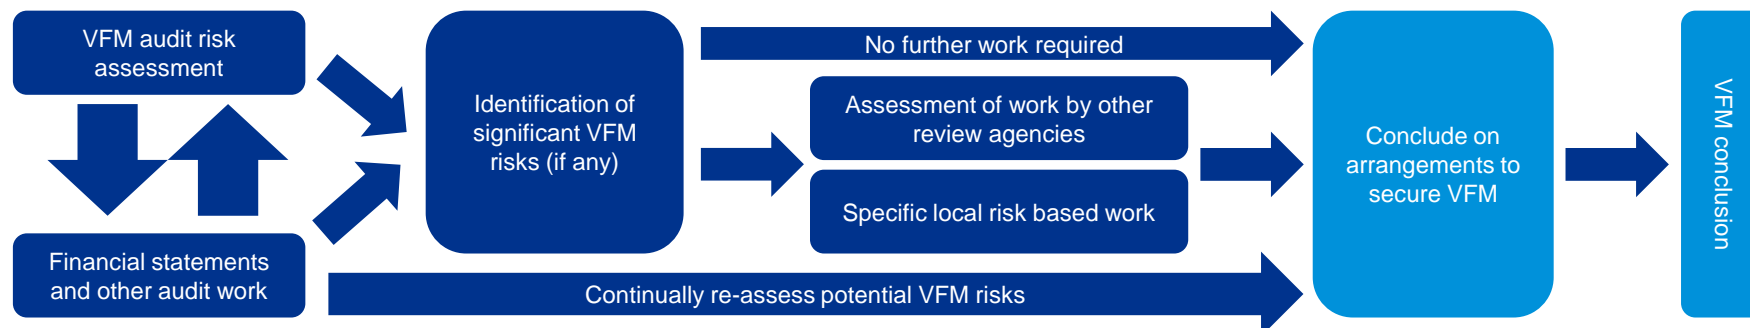 VFM audit risk
assessment
Financial statements
and other audit work
Identification of
significant VFM
risks (if any)
No further work required
Assessment of work by other
review agencies
Specific local risk based work
Continually re-assess potential VFM risks
Conclude on
arrangements to
secure VFM
VFM conclusion